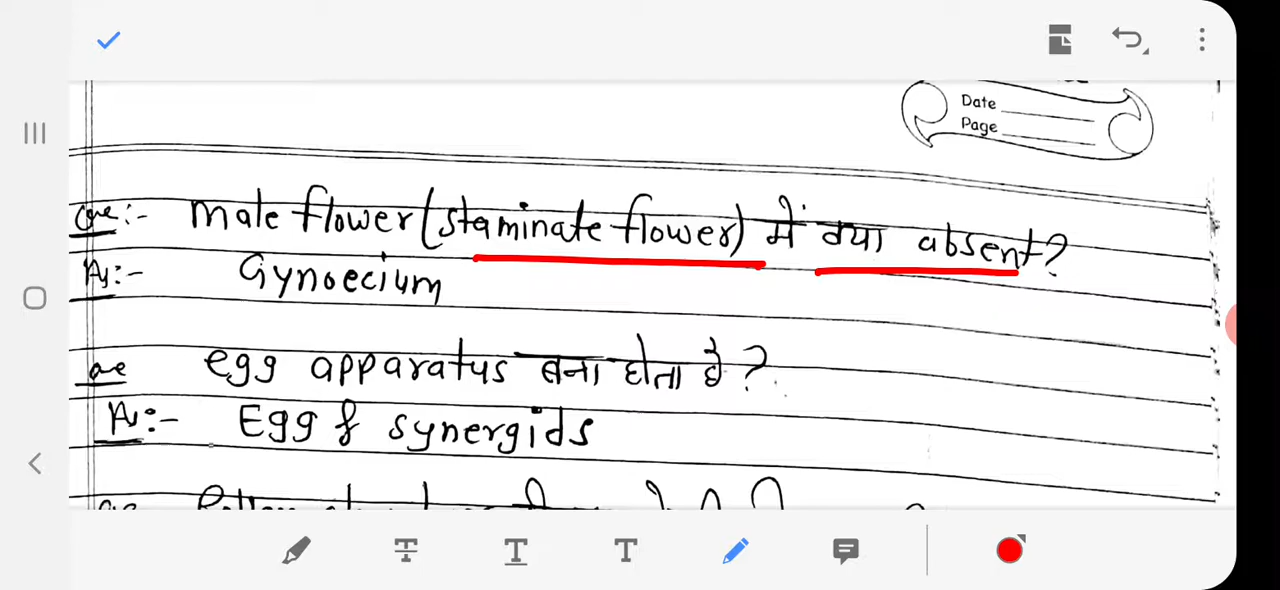 Date
Page
Que:- Male flower (staminate flower) में क्या absent?
Ans:- Gynoecium
Que egg apparatus बना होता है?
Ans:- Egg & synergids